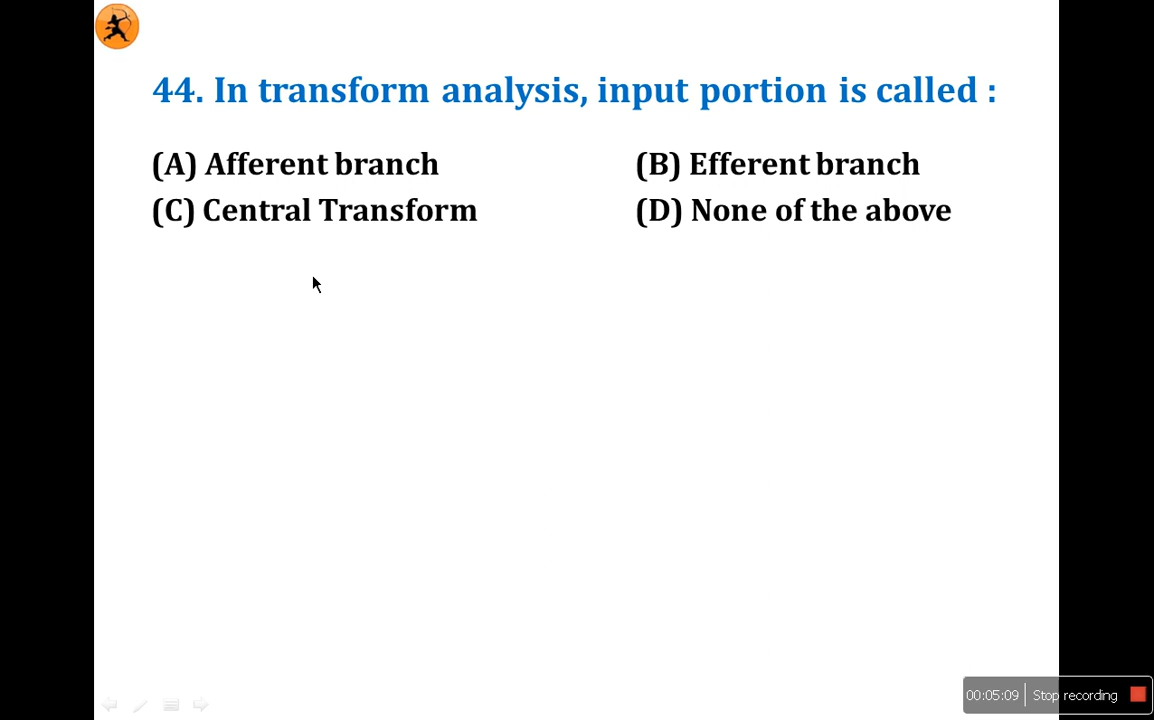 44. In transform analysis, input portion is called :
(A) Afferent branch (B) Efferent branch
(C) Central Transform (D) None of the above
00:05:09 Stop recording